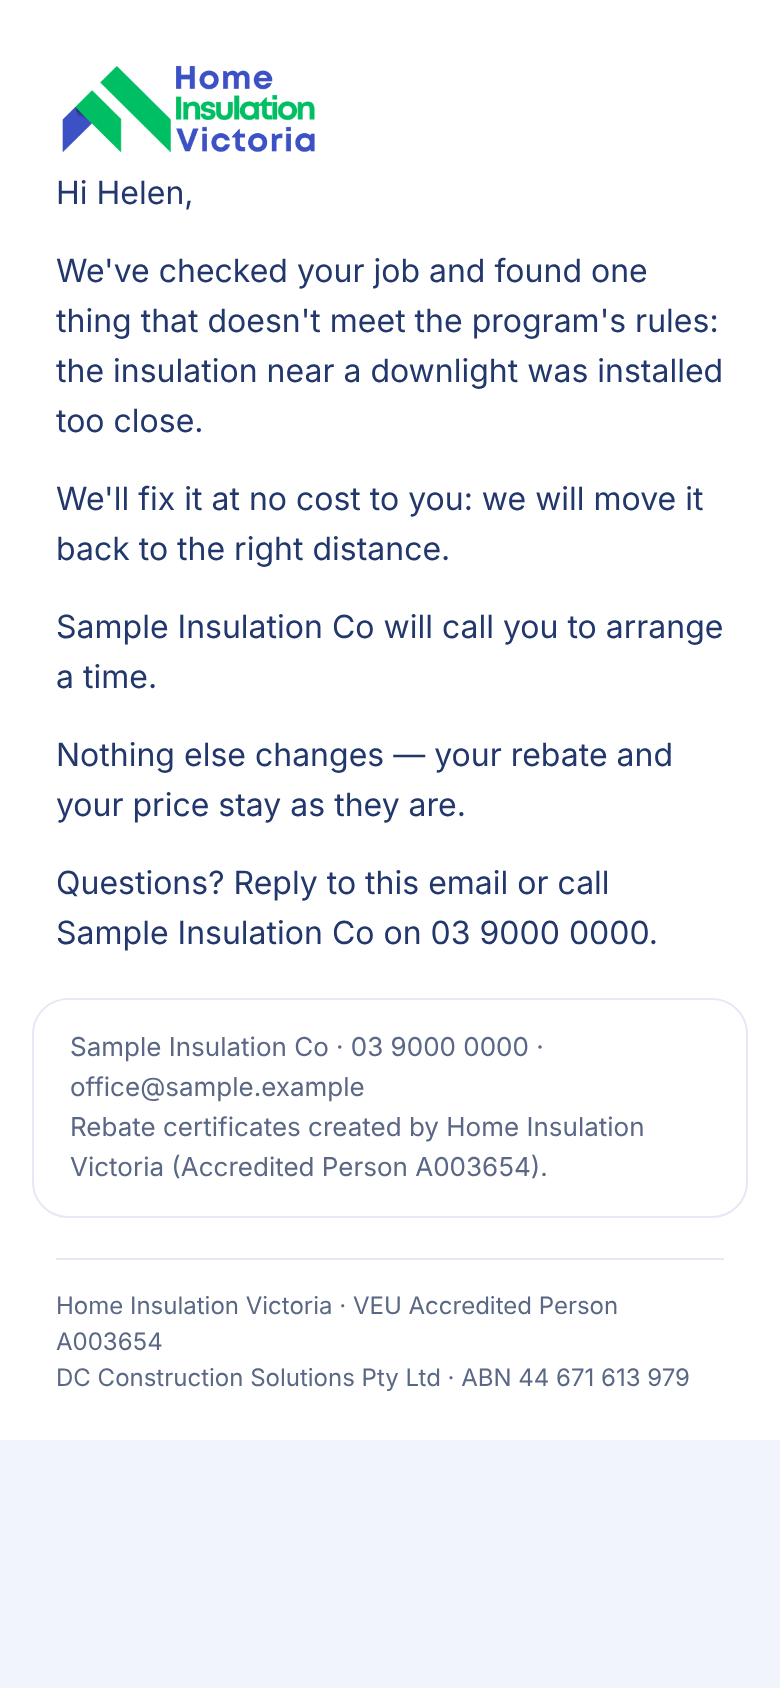 Home
Insulation
Victoria
Hi Helen,
We've checked your job and found one
thing that doesn't meet the program's rules:
the insulation near a downlight was installed
too close.
We'll fix it at no cost to you: we will move it
back to the right distance.
Sample Insulation Co will call you to arrange
a time.
Nothing else changes — your rebate and
your price stay as they are.
Questions? Reply to this email or call
Sample Insulation Co on 03 9000 0000.
Sample Insulation Co · 03 9000 0000 ·
office@sample.example
Rebate certificates created by Home Insulation
Victoria (Accredited Person A003654).
Home Insulation Victoria · VEU Accredited Person
A003654
DC Construction Solutions Pty Ltd · ABN 44 671 613 979